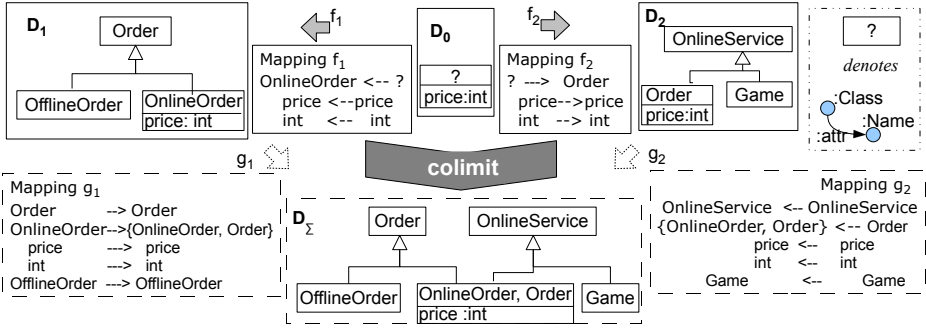 D1
Order
OfflineOrder
OnlineOrder
price: int
f1
Mapping f1
OnlineOrder <-- ?
price <--price
int <-- int
D0
?
price:int
f2
Mapping f2
? ---> Order
price-->price
int --> int
D2
OnlineService
Order
price:int
Game
?
denotes
:Class
:Name
:attr
g1
colimit
g2
Mapping g1
Order --> Order
OnlineOrder-->{OnlineOrder, Order}
price ---> price
int ---> int
OfflineOrder ---> OfflineOrder
DΣ
Order
OnlineService
OfflineOrder
OnlineOrder, Order
price :int
Game
Mapping g2
OnlineService <-- OnlineService
{OnlineOrder, Order} <-- Order
price <-- price
int <-- int
Game <-- Game